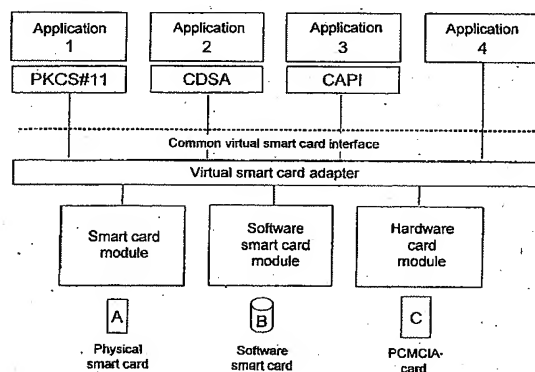 Application
1
Application
2
Application
3
Application
4
PKCS#11
CDSA
CAPI
Common virtual smart card interface
Virtual smart card adapter
Smart card
module
Software
smart card
module
Hardware
card
module
A
B
C
Physical
smart card
Software
smart card
PCMCIA-
card